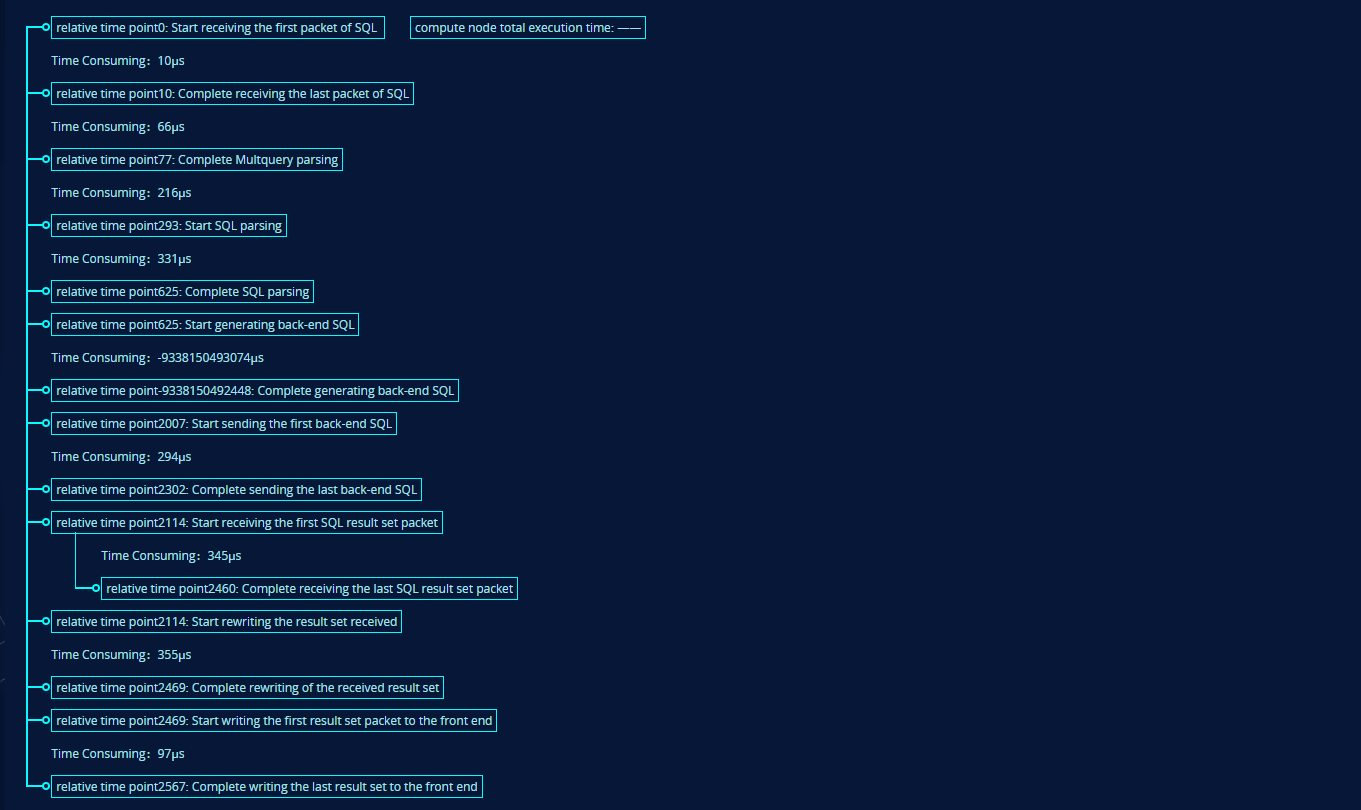 relative time point0: Start receiving the first packet of SQL compute node total execution time: ——
Time Consuming：10μs
relative time point10: Complete receiving the last packet of SQL
Time Consuming：66μs
relative time point77: Complete Multquery parsing
Time Consuming：216μs
relative time point293: Start SQL parsing
Time Consuming：331μs
relative time point625: Complete SQL parsing
relative time point625: Start generating back-end SQL
Time Consuming：-9338150493074μs
relative time point-9338150492448: Complete generating back-end SQL
relative time point2007: Start sending the first back-end SQL
Time Consuming：294μs
relative time point2302: Complete sending the last back-end SQL
relative time point2114: Start receiving the first SQL result set packet
Time Consuming：345μs
relative time point2460: Complete receiving the last SQL result set packet
relative time point2114: Start rewriting the result set received
Time Consuming：355μs
relative time point2469: Complete rewriting of the received result set
relative time point2469: Start writing the first result set packet to the front end
Time Consuming：97μs
relative time point2567: Complete writing the last result set to the front end